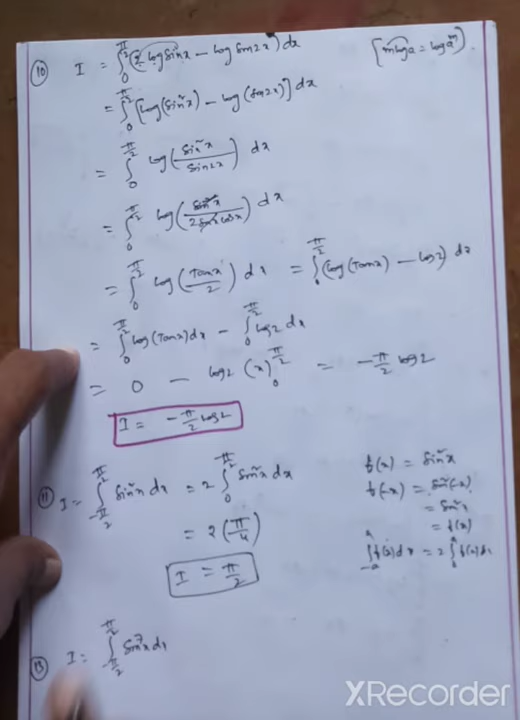 (10) I = ∫₀^(π/2) (2 log sin x − log sin 2x) dx [m log a = log a^m].
= ∫₀^(π/2) [log(sin²x) − log(sin 2x)] dx
= ∫₀^(π/2) log(sin²x / sin 2x) dx
= ∫₀^(π/2) log(sin²x / 2 sin x cos x) dx
= ∫₀^(π/2) log(Tan x / 2) dx = ∫₀^(π/2) (log(Tan x) − log 2) dx
= ∫₀^(π/2) log(Tan x) dx − ∫₀^(π/2) log 2 dx
= 0 − log 2 (x)₀^(π/2) = −π/2 log 2
I = −π/2 log 2
(11) I = ∫_(−π/2)^(π/2) sin²x dx = 2 ∫₀^(π/2) sin²x dx
= 2(π/4)
I = π/2
f(x) = sin²x
f(-x) = sin²(-x)
= sin²x
= f(x)
∫_(−a)^a f(x) dx = 2 ∫₀^a f(x) dx
I = ∫_(−π/2)^(π/2) sin⁷x dx
XRecorder